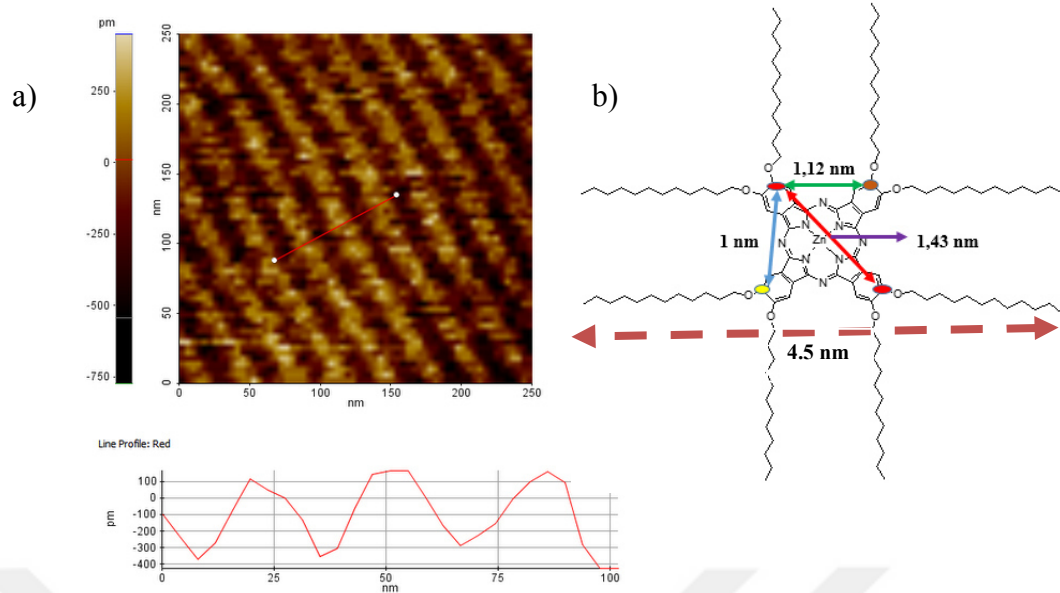 a)
pm
250
0
-250
-500
-750
250
200
150
100
50
0
nm
0
50
100
150
200
250
nm
Line Profile: Red
pm
100
0
-100
-200
-300
-400
0
25
50
75
100
nm
b)
O
O
1,12 nm
O
O
N
N
N
N
N
Zn
N
N
N
1 nm
1,43 nm
O
O
O
O
4.5 nm